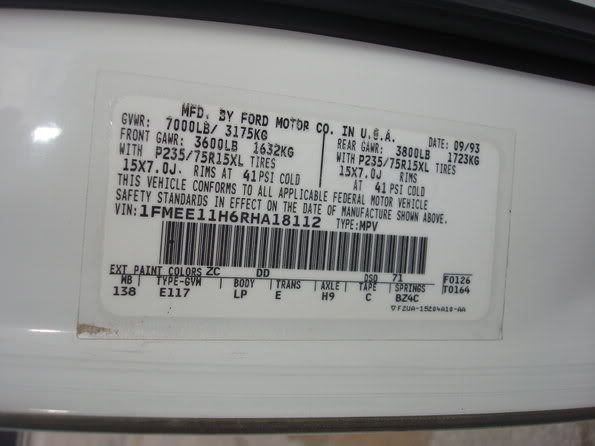 MFD. BY FORD MOTOR CO. IN U.S.A.
GVWR: 7000LB/ 3175KG DATE: 09/93
FRONT GAWR: 3600LB 1632KG REAR GAWR: 3800LB 1723KG
WITH P235/75R15XL TIRES WITH P235/75R15XL TIRES
15X7.0J RIMS AT 41 PSI COLD 15X7.0J RIMS
AT 41 PSI COLD
THIS VEHICLE CONFORMS TO ALL APPLICABLE FEDERAL MOTOR VEHICLE
SAFETY STANDARDS IN EFFECT ON THE DATE OF MANUFACTURE SHOWN ABOVE.
VIN: 1FMEE11H6RHA18112 TYPE: MPV
EXT PAINT COLORS ZC DD DSO 71 F0126
WB TYPE-GVW BODY TRANS AXLE TAPE SPRINGS T0164
138 E117 LP E H9 C BZ4C
▽F2UA-15204A10-AA